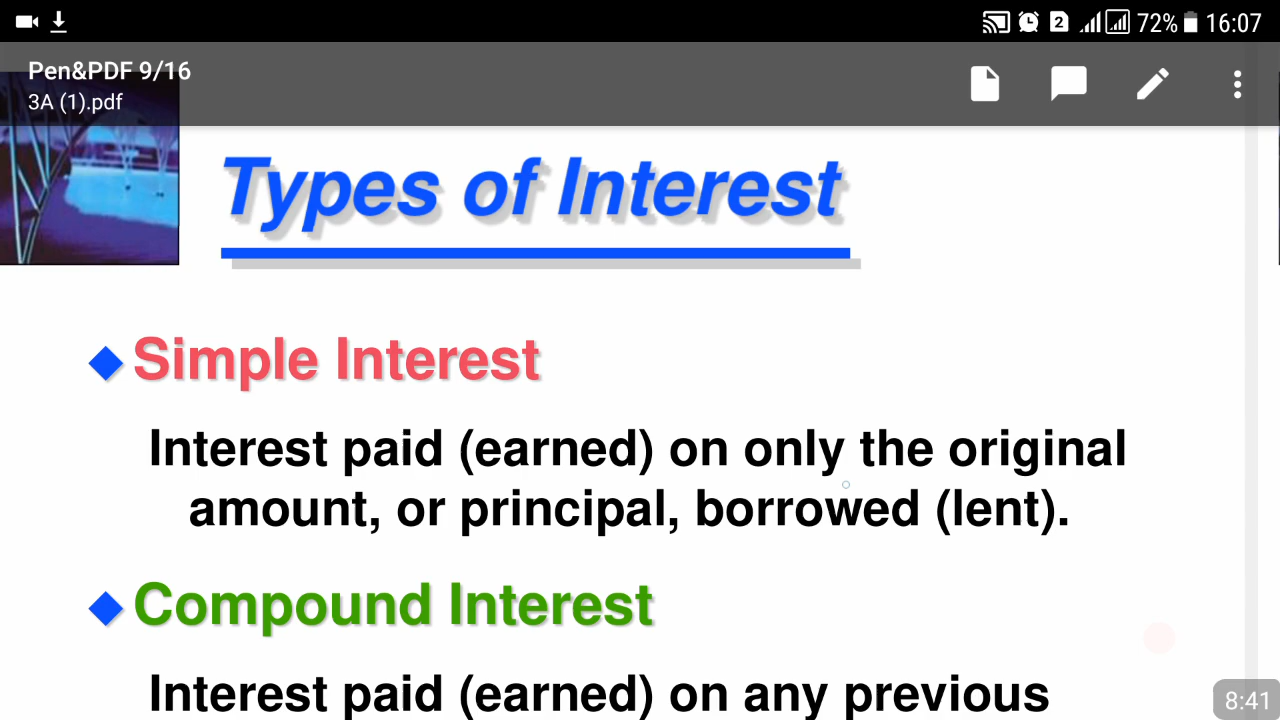 2 72% 16:07
Pen&PDF 9/16
3A (1).pdf
Types of Interest
Simple Interest
Interest paid (earned) on only the original
amount, or principal, borrowed (lent).
Compound Interest
Interest paid (earned) on any previous
8:41